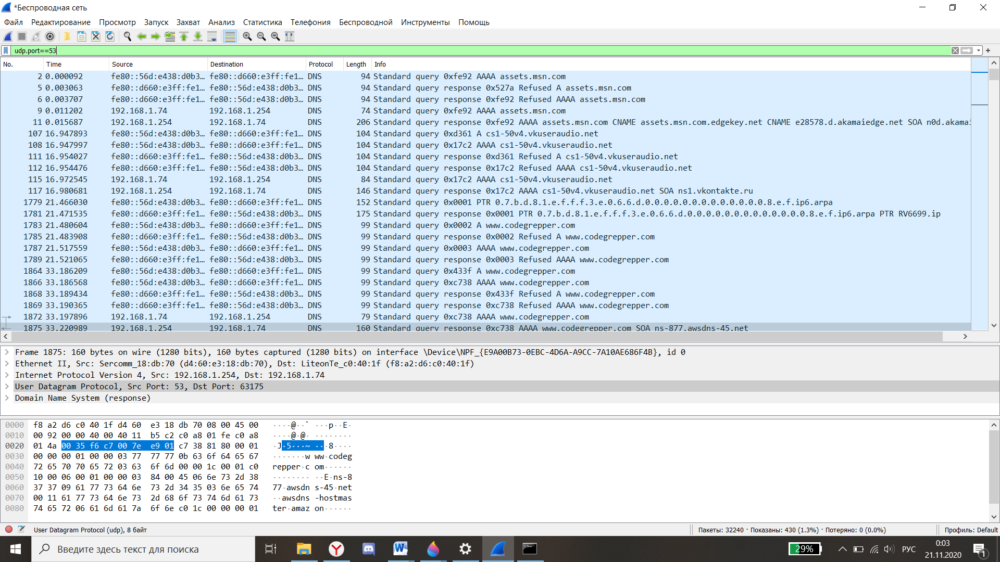 *Беспроводная сеть
Файл Редактирование Просмотр Запуск Захват Анализ Статистика Телефония Беспроводной Инструменты Помощь
udp.port==53
No. Time Source Destination Protocol Length Info
2 0.000092 fe80::56d:e438:d0b3… fe80::d660:e3ff:fe1… DNS 94 Standard query 0xfe92 AAAA assets.msn.com
5 0.003063 fe80::d660:e3ff:fe1… fe80::56d:e438:d0b3… DNS 94 Standard query response 0x527a Refused A assets.msn.com
6 0.003707 fe80::d660:e3ff:fe1… fe80::56d:e438:d0b3… DNS 94 Standard query response 0xfe92 Refused AAAA assets.msn.com
9 0.011202 192.168.1.74 192.168.1.254 DNS 74 Standard query 0xfe92 AAAA assets.msn.com
11 0.015687 192.168.1.254 192.168.1.74 DNS 206 Standard query response 0xfe92 AAAA assets.msn.com CNAME assets.msn.com.edgekey.net CNAME e28578.d.akamaiedge.net SOA n0d.akamai
107 16.947893 fe80::56d:e438:d0b3… fe80::d660:e3ff:fe1… DNS 104 Standard query 0xd361 A cs1-50v4.vkuseraudio.net
108 16.947997 fe80::56d:e438:d0b3… fe80::d660:e3ff:fe1… DNS 104 Standard query 0x17c2 AAAA cs1-50v4.vkuseraudio.net
111 16.954027 fe80::d660:e3ff:fe1… fe80::56d:e438:d0b3… DNS 104 Standard query response 0xd361 Refused A cs1-50v4.vkuseraudio.net
112 16.954476 fe80::d660:e3ff:fe1… fe80::56d:e438:d0b3… DNS 104 Standard query response 0x17c2 Refused AAAA cs1-50v4.vkuseraudio.net
115 16.972545 192.168.1.74 192.168.1.254 DNS 84 Standard query 0x17c2 AAAA cs1-50v4.vkuseraudio.net
117 16.980681 192.168.1.254 192.168.1.74 DNS 146 Standard query response 0x17c2 AAAA cs1-50v4.vkuseraudio.net SOA ns1.vkontakte.ru
1779 21.466030 fe80::56d:e438:d0b3… fe80::d660:e3ff:fe1… DNS 152 Standard query 0x0001 PTR 0.7.b.d.8.1.e.f.f.f.3.e.0.6.6.d.0.0.0.0.0.0.0.0.0.0.0.0.0.8.e.f.ip6.arpa
1781 21.471535 fe80::d660:e3ff:fe1… fe80::56d:e438:d0b3… DNS 175 Standard query response 0x0001 PTR 0.7.b.d.8.1.e.f.f.f.3.e.0.6.6.d.0.0.0.0.0.0.0.0.0.0.0.0.0.8.e.f.ip6.arpa PTR RV6699.ip
1783 21.480604 fe80::56d:e438:d0b3… fe80::d660:e3ff:fe1… DNS 99 Standard query 0x0002 A www.codegrepper.com
1785 21.483908 fe80::d660:e3ff:fe1… fe80::56d:e438:d0b3… DNS 99 Standard query response 0x0002 Refused A www.codegrepper.com
1787 21.517559 fe80::56d:e438:d0b3… fe80::d660:e3ff:fe1… DNS 99 Standard query 0x0003 AAAA www.codegrepper.com
1789 21.521065 fe80::d660:e3ff:fe1… fe80::56d:e438:d0b3… DNS 99 Standard query response 0x0003 Refused AAAA www.codegrepper.com
1864 33.186209 fe80::56d:e438:d0b3… fe80::d660:e3ff:fe1… DNS 99 Standard query 0x433f A www.codegrepper.com
1866 33.186568 fe80::56d:e438:d0b3… fe80::d660:e3ff:fe1… DNS 99 Standard query 0xc738 AAAA www.codegrepper.com
1868 33.189434 fe80::d660:e3ff:fe1… fe80::56d:e438:d0b3… DNS 99 Standard query response 0x433f Refused A www.codegrepper.com
1869 33.190365 fe80::d660:e3ff:fe1… fe80::56d:e438:d0b3… DNS 99 Standard query response 0xc738 Refused AAAA www.codegrepper.com
1872 33.197896 192.168.1.74 192.168.1.254 DNS 79 Standard query 0xc738 AAAA www.codegrepper.com
1875 33.220989 192.168.1.254 192.168.1.74 DNS 160 Standard query response 0xc738 AAAA www.codegrepper.com SOA ns-877.awsdns-45.net
Frame 1875: 160 bytes on wire (1280 bits), 160 bytes captured (1280 bits) on interface \Device\NPF_{E9A00B73-0EBC-4D6A-A9CC-7A10AE686F4B}, id 0
Ethernet II, Src: Sercomm_18:db:70 (d4:60:e3:18:db:70), Dst: LiteonTe_c0:40:1f (f8:a2:d6:c0:40:1f)
Internet Protocol Version 4, Src: 192.168.1.254, Dst: 192.168.1.74
User Datagram Protocol, Src Port: 53, Dst Port: 63175
Domain Name System (response)
0000 f8 a2 d6 c0 40 1f d4 60 e3 18 db 70 08 00 45 00 ····@··` ···p··E·
0010 00 92 00 00 40 00 40 11 b5 c2 c0 a8 01 fe c0 a8 ····@·@· ········
0020 01 4a 00 35 f6 c7 00 7e e9 01 c7 38 81 80 00 01 ·J·5···~ ···8····
0030 00 00 00 01 00 00 03 77 77 77 0b 63 6f 64 65 67 ·······w ww·codeg
0040 72 65 70 70 65 72 03 63 6f 6d 00 00 1c 00 01 c0 repper·c om······
0050 10 00 06 00 01 00 00 03 84 00 45 06 6e 73 2d 38 ········ ··E·ns-8
0060 37 37 09 61 77 73 64 6e 73 2d 34 35 03 6e 65 74 77·awsdn s-45·net
0070 00 11 61 77 73 64 6e 73 2d 68 6f 73 74 6d 61 73 ··awsdns -hostmas
0080 74 65 72 06 61 6d 61 7a 6f 6e c0 1c 00 00 00 01 ter·amaz on······
User Datagram Protocol (udp), 8 байт Пакеты: 32240 · Показаны: 430 (1.3%) · Потеряно: 0 (0.0%) Профиль: Default
Введите здесь текст для поиска 29% РУС 0:03
21.11.2020 1